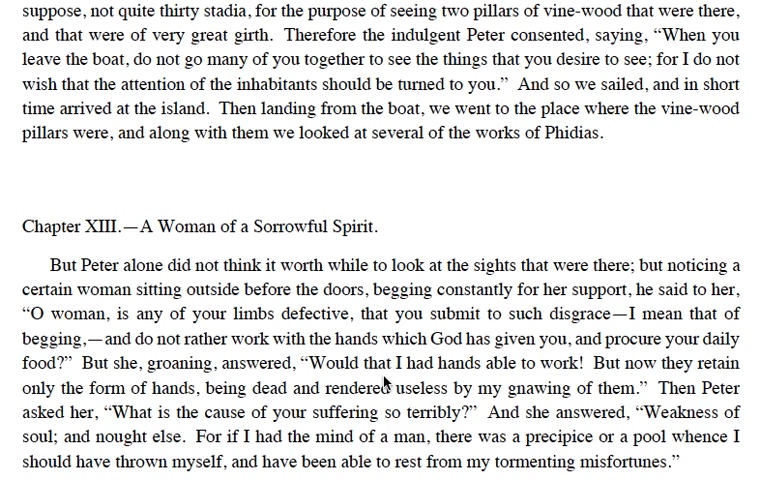 suppose, not quite thirty stadia, for the purpose of seeing two pillars of vine-wood that were there,
and that were of very great girth. Therefore the indulgent Peter consented, saying, “When you
leave the boat, do not go many of you together to see the things that you desire to see; for I do not
wish that the attention of the inhabitants should be turned to you.” And so we sailed, and in short
time arrived at the island. Then landing from the boat, we went to the place where the vine-wood
pillars were, and along with them we looked at several of the works of Phidias.
Chapter XIII.—A Woman of a Sorrowful Spirit.
But Peter alone did not think it worth while to look at the sights that were there; but noticing a
certain woman sitting outside before the doors, begging constantly for her support, he said to her,
“O woman, is any of your limbs defective, that you submit to such disgrace—I mean that of
begging,—and do not rather work with the hands which God has given you, and procure your daily
food?” But she, groaning, answered, “Would that I had hands able to work! But now they retain
only the form of hands, being dead and rendered useless by my gnawing of them.” Then Peter
asked her, “What is the cause of your suffering so terribly?” And she answered, “Weakness of
soul; and nought else. For if I had the mind of a man, there was a precipice or a pool whence I
should have thrown myself, and have been able to rest from my tormenting misfortunes.”